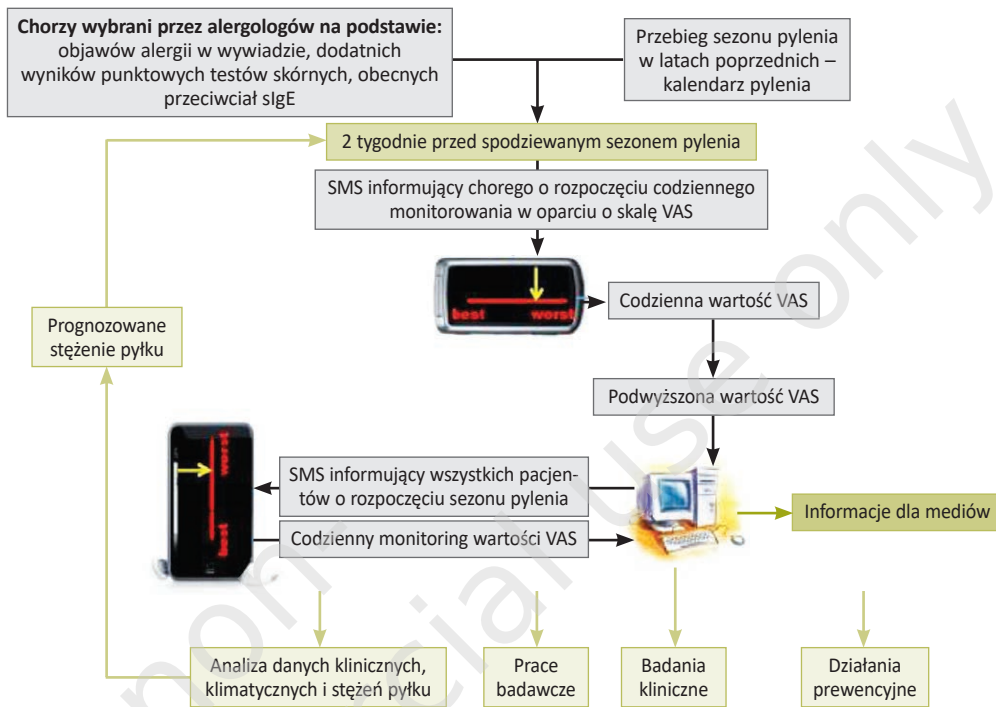 Chorzy wybrani przez alergologów na podstawie:
objawów alergii w wywiadzie, dodatnich
wyników punktowych testów skórnych, obecnych
przeciwciał sIgE
Przebieg sezonu pylenia
w latach poprzednich –
kalendarz pylenia
2 tygodnie przed spodziewanym sezonem pylenia
SMS informujący chorego o rozpoczęciu codziennego
monitorowania w oparciu o skalę VAS
best worst
Codzienna wartość VAS
Prognozowane
stężenie pyłku
Podwyższona wartość VAS
worst
best
SMS informujący wszystkich pacjen-
tów o rozpoczęciu sezonu pylenia
Codzienny monitoring wartości VAS
Informacje dla mediów
Analiza danych klinicznych,
klimatycznych i stężeń pyłku
Prace
badawcze
Badania
kliniczne
Działania
prewencyjne
non-
cial use only